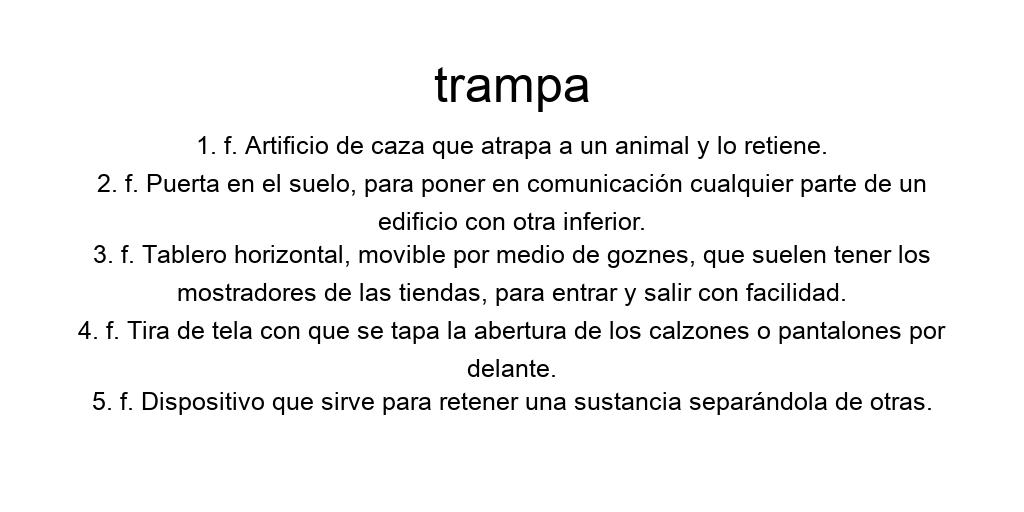 trampa
1. f. Artificio de caza que atrapa a un animal y lo retiene.
2. f. Puerta en el suelo, para poner en comunicación cualquier parte de un
edificio con otra inferior.
3. f. Tablero horizontal, movible por medio de goznes, que suelen tener los
mostradores de las tiendas, para entrar y salir con facilidad.
4. f. Tira de tela con que se tapa la abertura de los calzones o pantalones por
delante.
5. f. Dispositivo que sirve para retener una sustancia separándola de otras.